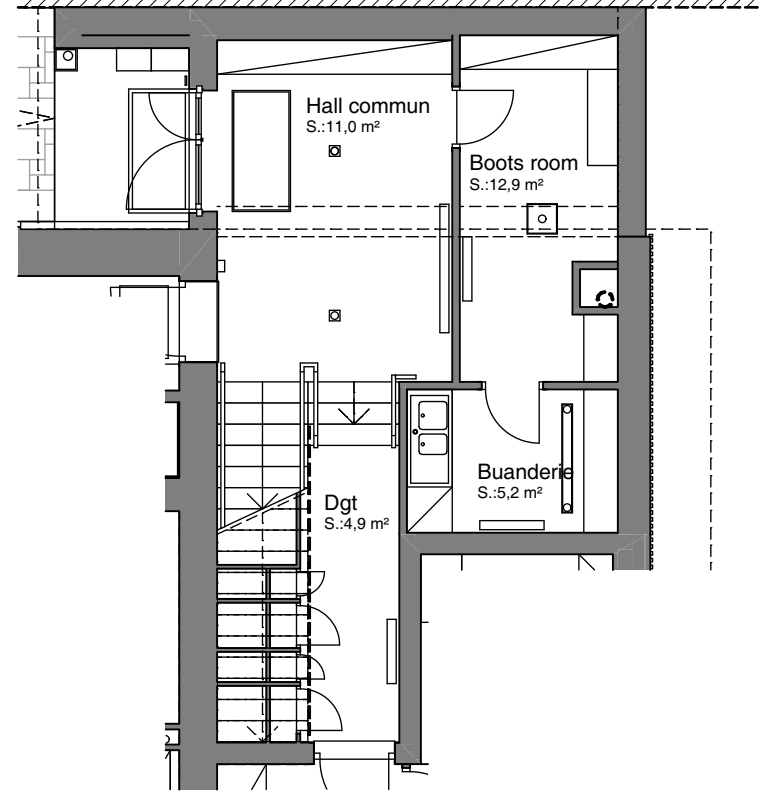 Hall commun
S.:11,0 m²
Boots room
S.:12,9 m²
Buanderie
S.:5,2 m²
Dgt
S.:4,9 m²